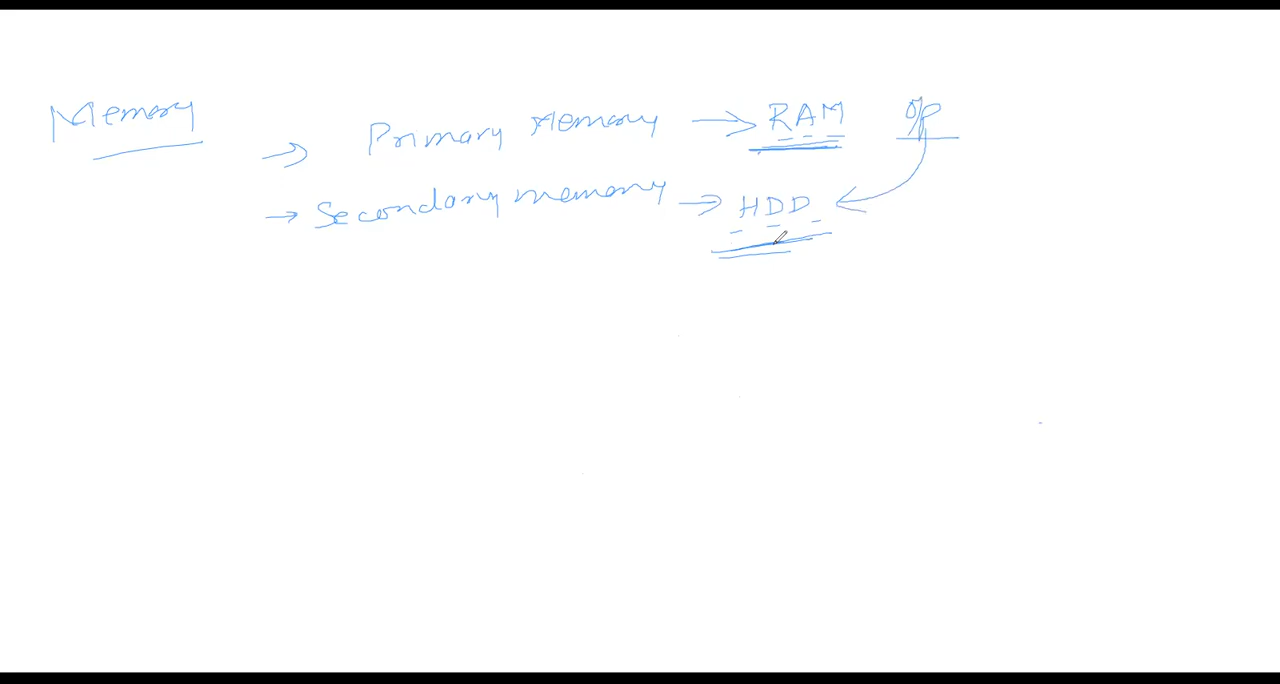 Memory
→ Primary Memory → RAM O/P
→ Secondary memory → HDD